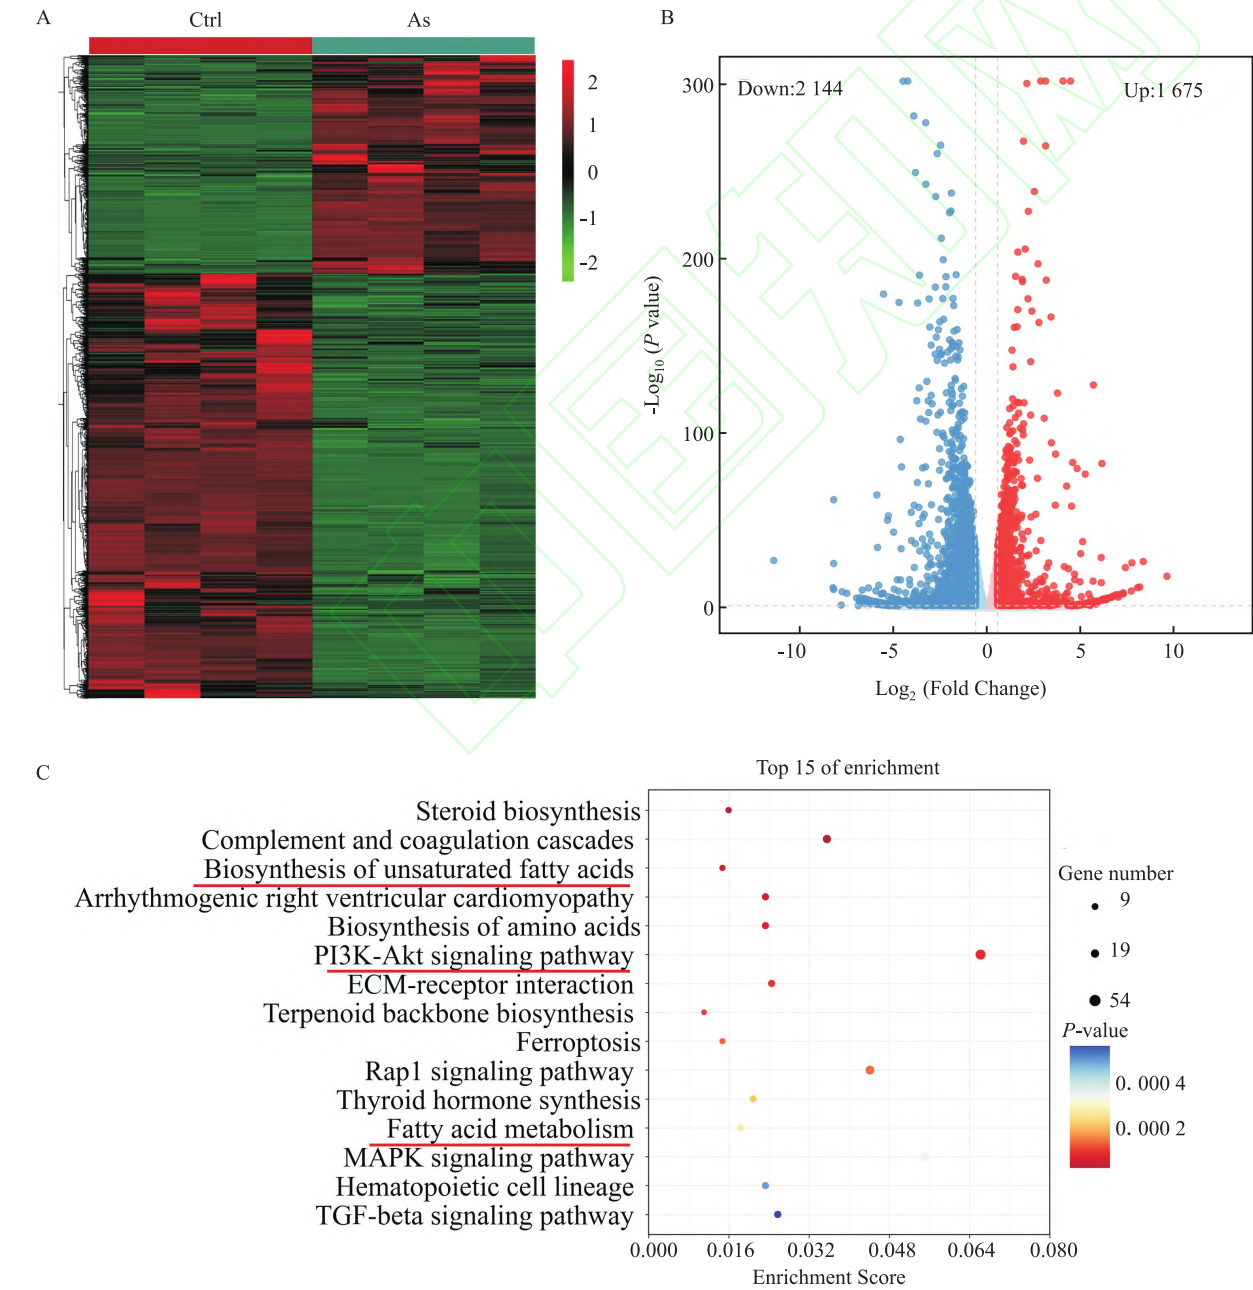 A
Ctrl
As
2
1
0
-1
-2
B
Down:2 144
Up:1 675
300
200
100
0
-Log10 (P value)
-10
-5
0
5
10
Log2 (Fold Change)
C
Top 15 of enrichment
Steroid biosynthesis
Complement and coagulation cascades
Biosynthesis of unsaturated fatty acids
Arrhythmogenic right ventricular cardiomyopathy
Biosynthesis of amino acids
PI3K-Akt signaling pathway
ECM-receptor interaction
Terpenoid backbone biosynthesis
Ferroptosis
Rap1 signaling pathway
Thyroid hormone synthesis
Fatty acid metabolism
MAPK signaling pathway
Hematopoietic cell lineage
TGF-beta signaling pathway
0.000
0.016
0.032
0.048
0.064
0.080
Enrichment Score
Gene number
9
19
54
P-value
0. 000 4
0. 000 2